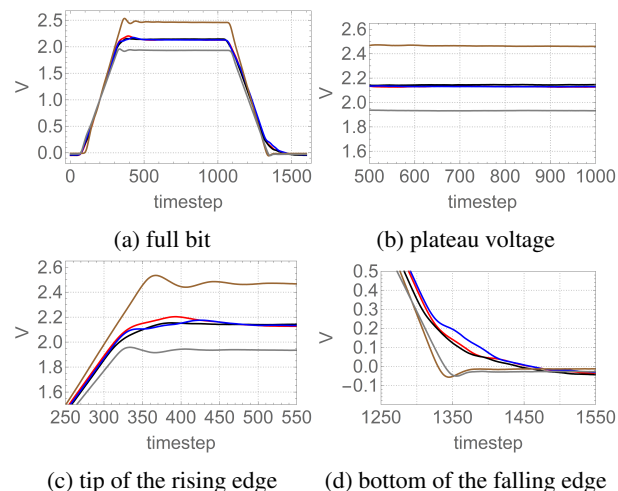 2.5
2.0
1.5
1.0
0.5
0.0
V
0 500 1000 1500
timestep
(a) full bit
2.6
2.4
2.2
2.0
1.8
1.6
V
500 600 700 800 900 1000
timestep
(b) plateau voltage
2.6
2.4
2.2
2.0
1.8
1.6
V
250 300 350 400 450 500 550
timestep
(c) tip of the rising edge
0.5
0.4
0.3
0.2
0.1
0.0
−0.1
V
1250 1350 1450 1550
timestep
(d) bottom of the falling edge